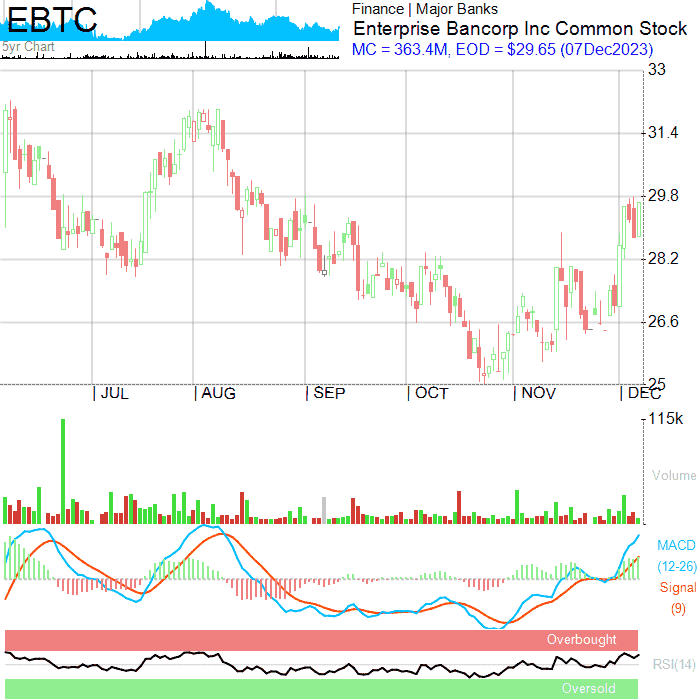 EBTC
5yr Chart
Finance | Major Banks
Enterprise Bancorp Inc Common Stock
MC = 363.4M, EOD = $29.65 (07Dec2023)
33
31.4
29.8
28.2
26.6
25
| JUL | AUG | SEP | OCT | NOV | DEC
115k
Volume
MACD
(12-26)
Signal
(9)
Overbought
RSI(14)
Oversold